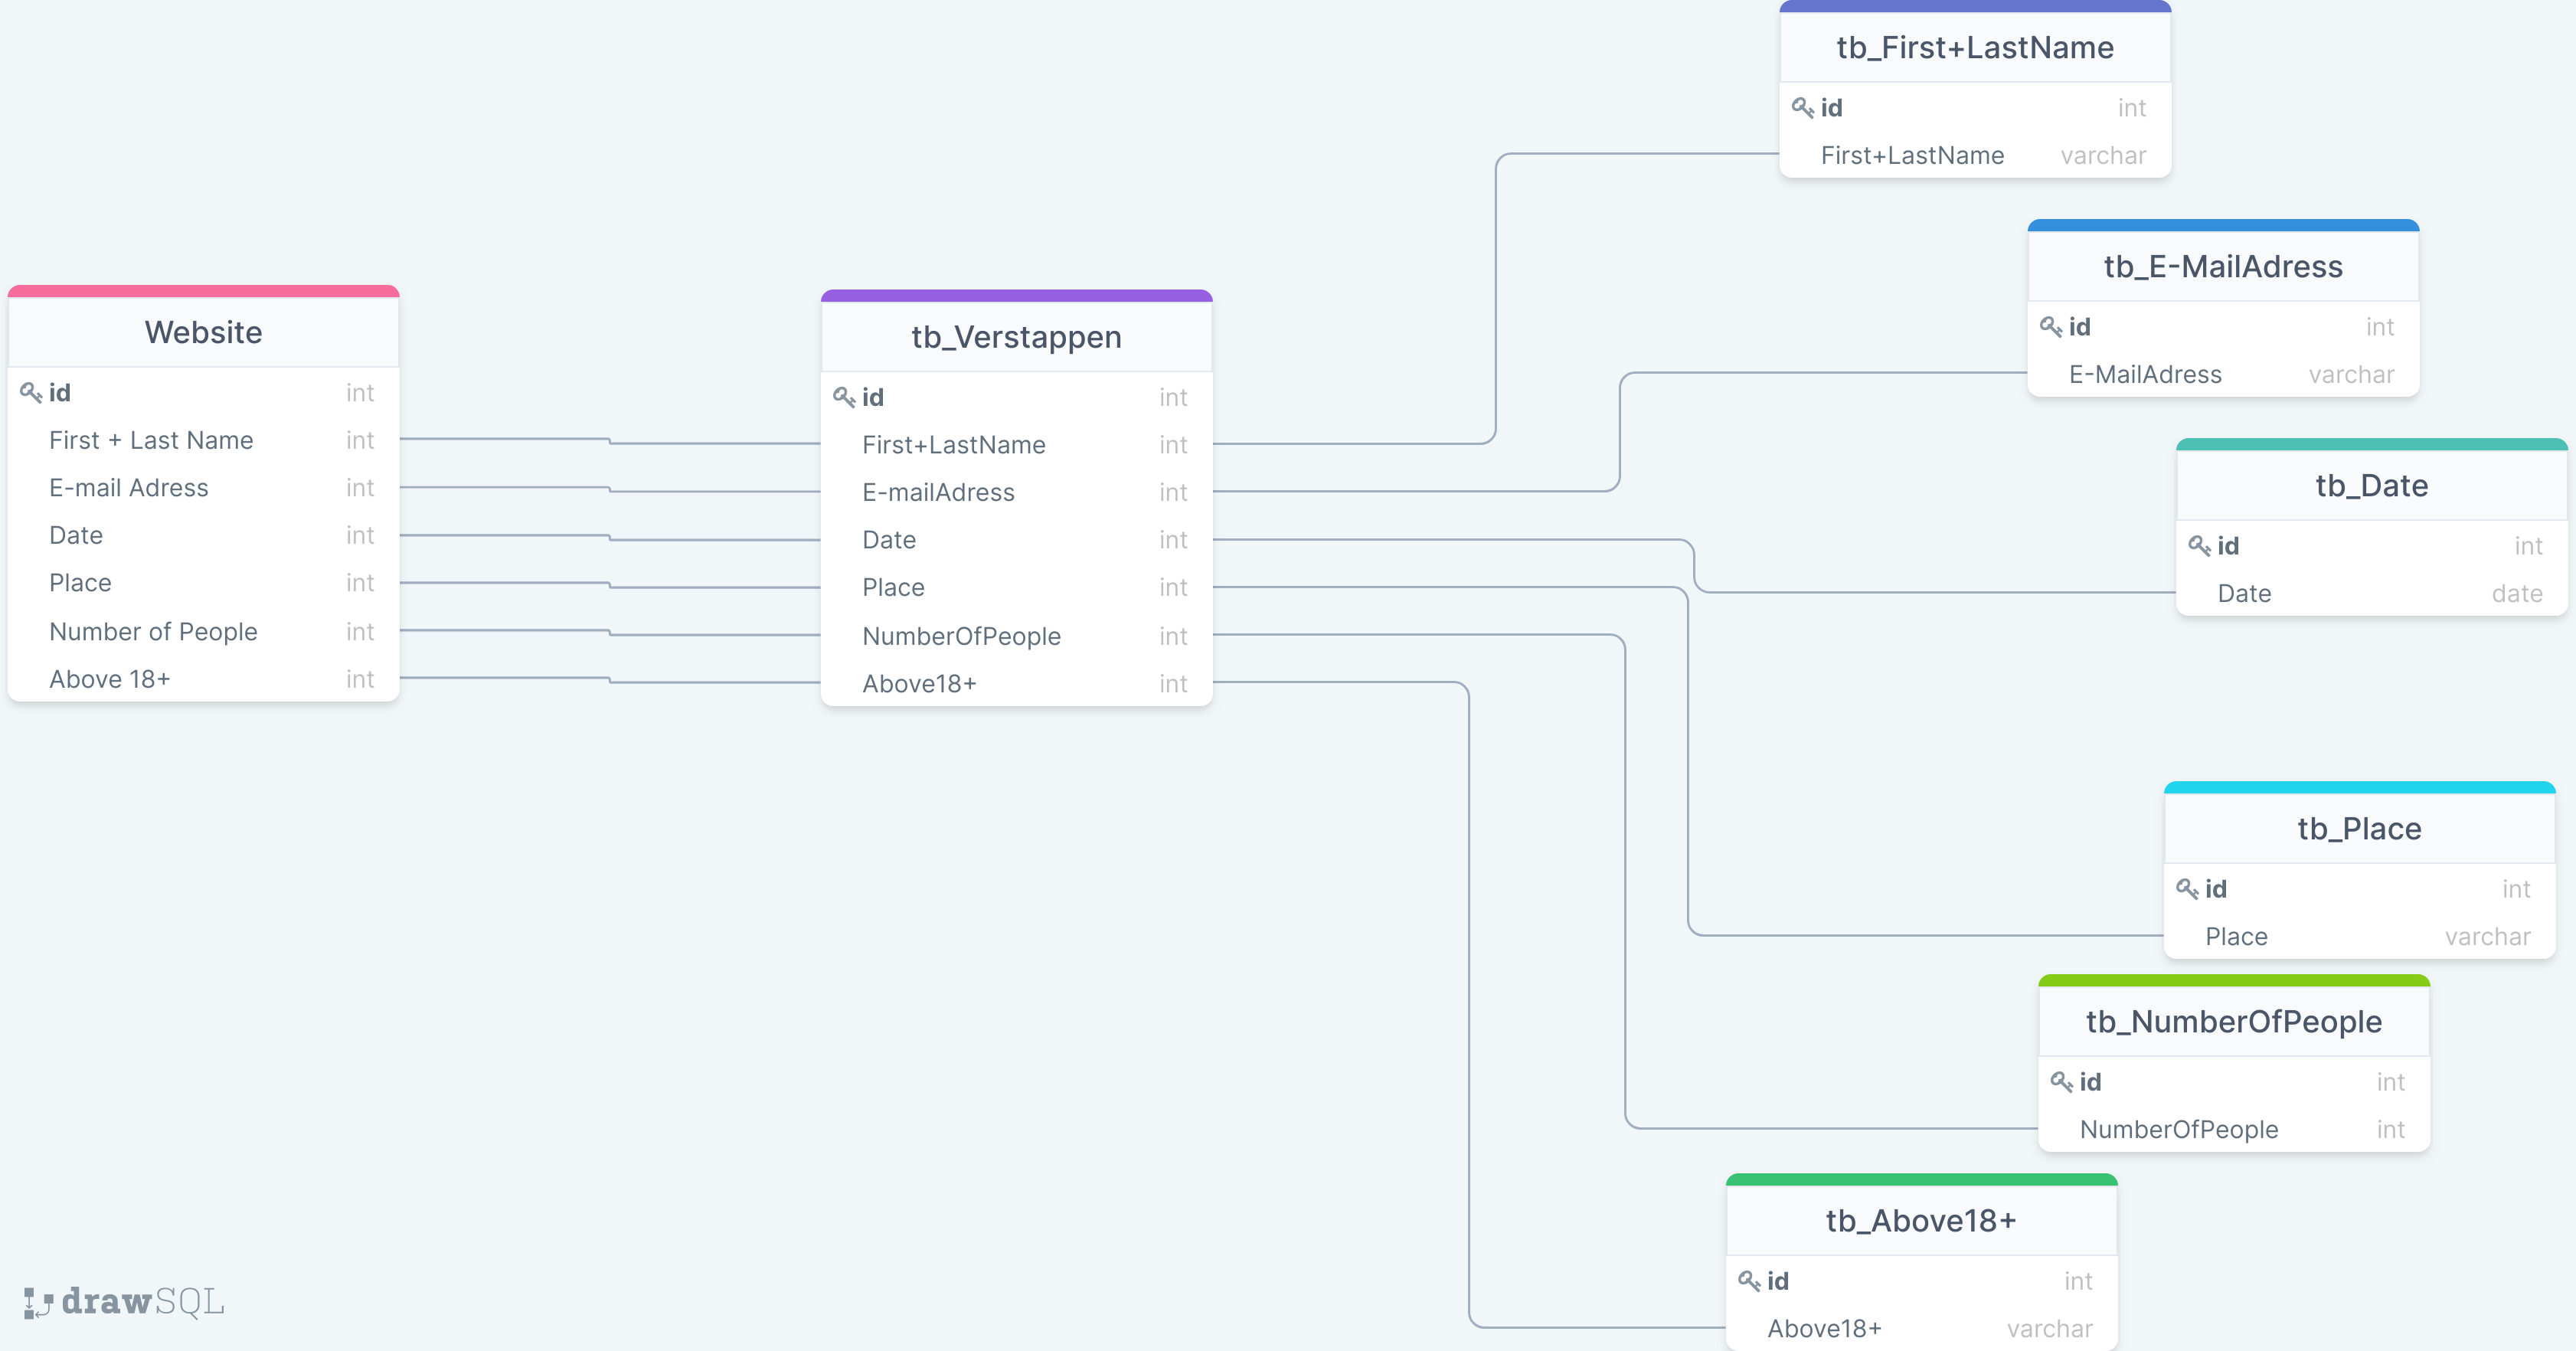 Website
id int
First + Last Name int
E-mail Adress int
Date int
Place int
Number of People int
Above 18+ int
tb_Verstappen
id int
First+LastName int
E-mailAdress int
Date int
Place int
NumberOfPeople int
Above18+ int
tb_First+LastName
id int
First+LastName varchar
tb_E-MailAdress
id int
E-MailAdress varchar
tb_Date
id int
Date date
tb_Place
id int
Place varchar
tb_NumberOfPeople
id int
NumberOfPeople int
tb_Above18+
id int
Above18+ varchar
drawSQL